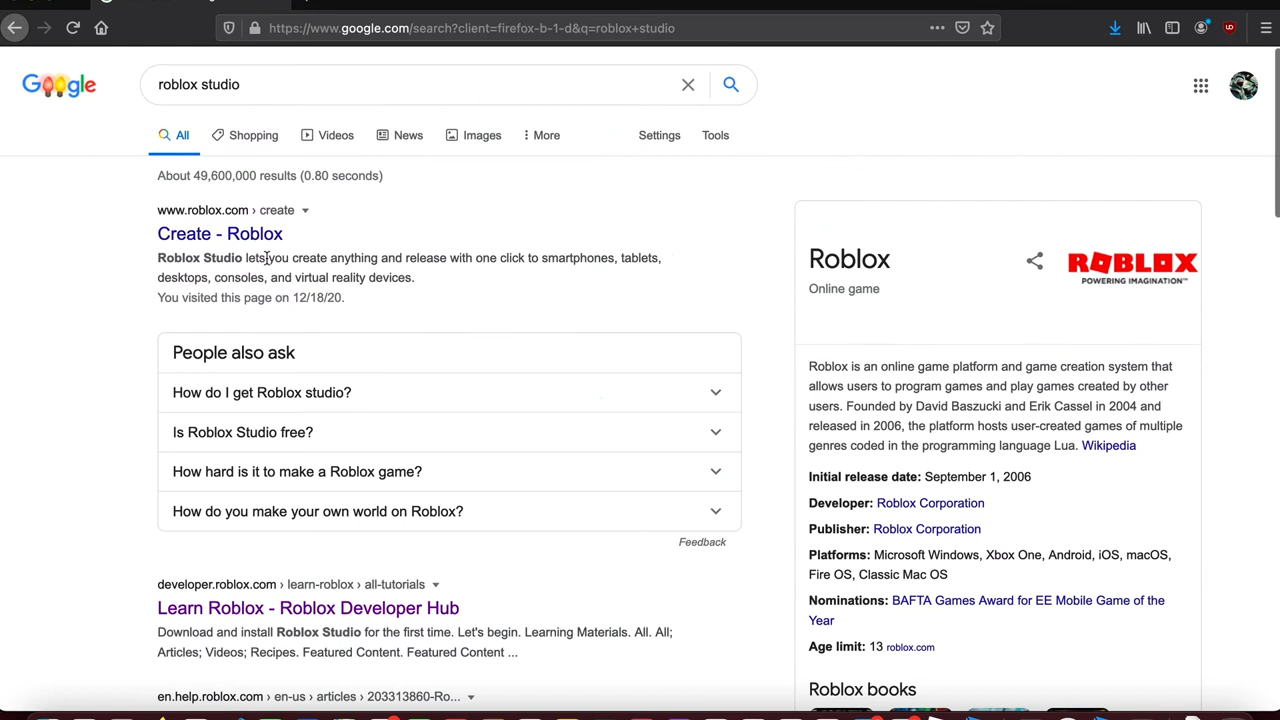 https://www.google.com/search?client=firefox-b-1-d&q=roblox+studio
Google
roblox studio
All
Shopping
Videos
News
Images
More
Settings
Tools
About 49,600,000 results (0.80 seconds)
www.roblox.com › create
Create - Roblox
Roblox Studio lets you create anything and release with one click to smartphones, tablets,
desktops, consoles, and virtual reality devices.
You visited this page on 12/18/20.
People also ask
How do I get Roblox studio?
Is Roblox Studio free?
How hard is it to make a Roblox game?
How do you make your own world on Roblox?
Feedback
developer.roblox.com › learn-roblox › all-tutorials
Learn Roblox - Roblox Developer Hub
Download and install Roblox Studio for the first time. Let's begin. Learning Materials. All. All;
Articles; Videos; Recipes. Featured Content. Featured Content ...
en.help.roblox.com › en-us › articles › 203313860-Ro...
Roblox
Online game
ROBLOX
POWERING IMAGINATION™
Roblox is an online game platform and game creation system that
allows users to program games and play games created by other
users. Founded by David Baszucki and Erik Cassel in 2004 and
released in 2006, the platform hosts user-created games of multiple
genres coded in the programming language Lua. Wikipedia
Initial release date: September 1, 2006
Developer: Roblox Corporation
Publisher: Roblox Corporation
Platforms: Microsoft Windows, Xbox One, Android, iOS, macOS,
Fire OS, Classic Mac OS
Nominations: BAFTA Games Award for EE Mobile Game of the
Year
Age limit: 13 roblox.com
Roblox books